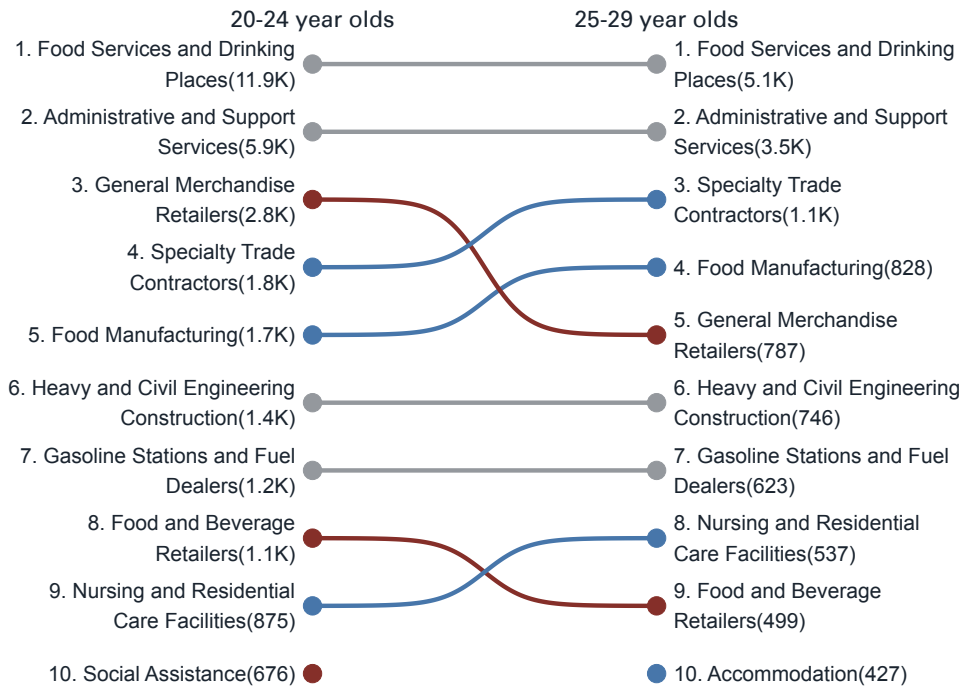 20-24 year olds
25-29 year olds
1. Food Services and Drinking
Places(11.9K)
2. Administrative and Support
Services(5.9K)
3. General Merchandise
Retailers(2.8K)
4. Specialty Trade
Contractors(1.8K)
5. Food Manufacturing(1.7K)
6. Heavy and Civil Engineering
Construction(1.4K)
7. Gasoline Stations and Fuel
Dealers(1.2K)
8. Food and Beverage
Retailers(1.1K)
9. Nursing and Residential
Care Facilities(875)
10. Social Assistance(676)
1. Food Services and Drinking
Places(5.1K)
2. Administrative and Support
Services(3.5K)
3. Specialty Trade
Contractors(1.1K)
4. Food Manufacturing(828)
5. General Merchandise
Retailers(787)
6. Heavy and Civil Engineering
Construction(746)
7. Gasoline Stations and Fuel
Dealers(623)
8. Nursing and Residential
Care Facilities(537)
9. Food and Beverage
Retailers(499)
10. Accommodation(427)